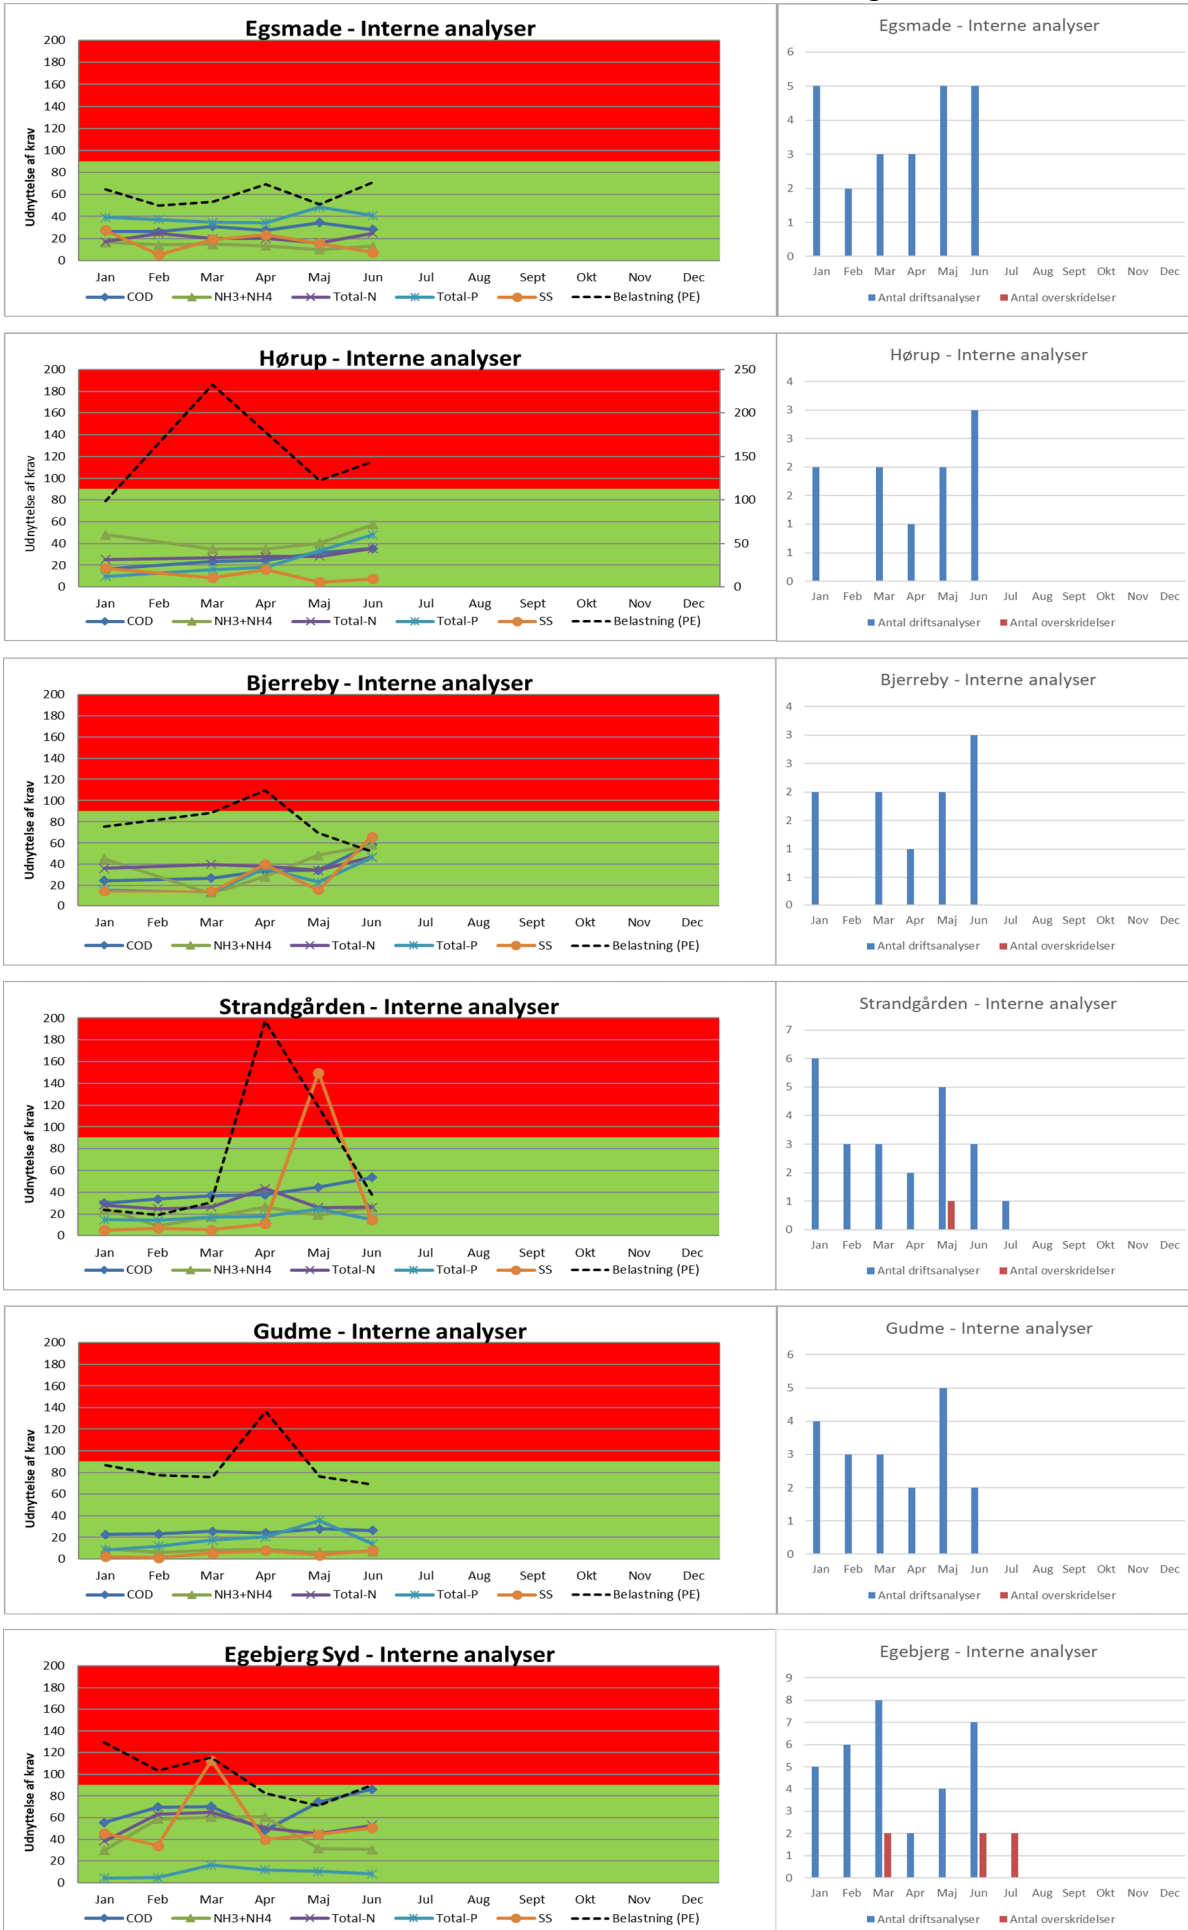 Egsmade - Interne analyser
200
180
160
140
120
100
80
60
40
20
0
Udnyttelse af krav
Jan Feb Mar Apr Maj Jun Jul Aug Sept Okt Nov Dec
COD NH3+NH4 Total-N Total-P SS Belastning (PE)
Egsmade - Interne analyser
6
5
4
3
2
1
0
Jan Feb Mar Apr Maj Jun Jul Aug Sept Okt Nov Dec
Antal driftsanalyser Antal overskridelser
Hørup - Interne analyser
200
180
160
140
120
100
80
60
40
20
0
Udnyttelse af krav
250
200
150
100
50
0
Jan Feb Mar Apr Maj Jun Jul Aug Sept Okt Nov Dec
COD NH3+NH4 Total-N Total-P SS Belastning (PE)
Hørup - Interne analyser
4
3
3
2
2
1
1
0
Jan Feb Mar Apr Maj Jun Jul Aug Sept Okt Nov Dec
Antal driftsanalyser Antal overskridelser
Bjerreby - Interne analyser
200
180
160
140
120
100
80
60
40
20
0
Udnyttelse af krav
Jan Feb Mar Apr Maj Jun Jul Aug Sept Okt Nov Dec
COD NH3+NH4 Total-N Total-P SS Belastning (PE)
Bjerreby - Interne analyser
4
3
3
2
2
1
1
0
Jan Feb Mar Apr Maj Jun Jul Aug Sept Okt Nov Dec
Antal driftsanalyser Antal overskridelser
Strandgården - Interne analyser
200
180
160
140
120
100
80
60
40
20
0
Udnyttelse af krav
Jan Feb Mar Apr Maj Jun Jul Aug Sept Okt Nov Dec
COD NH3+NH4 Total-N Total-P SS Belastning (PE)
Strandgården - Interne analyser
7
6
5
4
3
2
1
0
Jan Feb Mar Apr Maj Jun Jul Aug Sept Okt Nov Dec
Antal driftsanalyser Antal overskridelser
Gudme - Interne analyser
200
180
160
140
120
100
80
60
40
20
0
Udnyttelse af krav
Jan Feb Mar Apr Maj Jun Jul Aug Sept Okt Nov Dec
COD NH3+NH4 Total-N Total-P SS Belastning (PE)
Gudme - Interne analyser
6
5
4
3
2
1
0
Jan Feb Mar Apr Maj Jun Jul Aug Sept Okt Nov Dec
Antal driftsanalyser Antal overskridelser
Egebjerg Syd - Interne analyser
200
180
160
140
120
100
80
60
40
20
0
Udnyttelse af krav
Jan Feb Mar Apr Maj Jun Jul Aug Sept Okt Nov Dec
COD NH3+NH4 Total-N Total-P SS Belastning (PE)
Egebjerg - Interne analyser
9
8
7
6
5
4
3
2
1
0
Jan Feb Mar Apr Maj Jun Jul Aug Sept Okt Nov Dec
Antal driftsanalyser Antal overskridelser